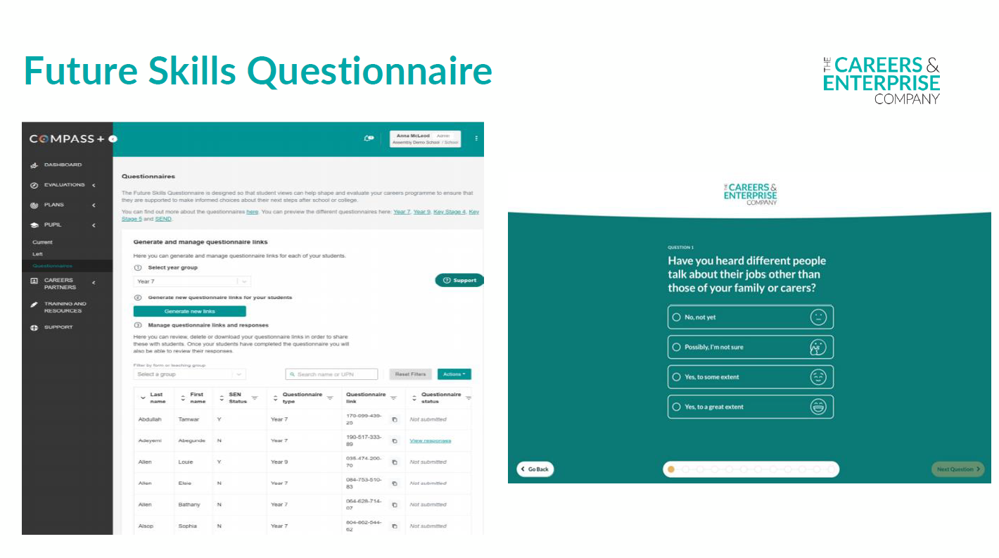 Future Skills Questionnaire
THE CAREERS &
ENTERPRISE
COMPANY
COMPASS+
Anna McLeod Admin
Assembly Demo School / School
DASHBOARD
EVALUATIONS
PLANS
PUPIL
Current
Left
Questionnaires
CAREERS
PARTNERS
TRAINING AND
RESOURCES
SUPPORT
Questionnaires
The Future Skills Questionnaire is designed so that student views can help shape and evaluate your careers programme to ensure that
they are supported to make informed choices about their next steps after school or college.
You can find out more about the questionnaires here. You can preview the different questionnaires here: Year 7, Year 9, Key Stage 4, Key
Stage 5 and SEND.
Generate and manage questionnaire links
Here you can generate and manage questionnaire links for each of your students.
1 Select year group
Year 7
Support
2 Generate new questionnaire links for your students
Generate new links
3 Manage questionnaire links and responses
Here you can review, delete or download your questionnaire links in order to share
these with students. Once your students have completed the questionnaire you will
also be able to review their responses.
Filter by form or teaching group
Select a group
Search name or UPN
Reset Filters
Actions
Last name First name SEN Status Questionnaire type Questionnaire link Questionnaire status
Abdullah Tamwar Y Year 7 170-099-439-25 Not submitted
Adeyemi Abegunde N Year 7 190-517-333-89 View responses
Allen Louie Y Year 9 035-474-200-70 Not submitted
Allen Elsie N Year 7 084-753-510-83 Not submitted
Allen Bathany N Year 7 064-628-714-07 Not submitted
Alsop Sophia N Year 7 804-862-544-62 Not submitted
THE CAREERS &
ENTERPRISE
COMPANY
QUESTION 1
Have you heard different people
talk about their jobs other than
those of your family or carers?
No, not yet
Possibly, I'm not sure
Yes, to some extent
Yes, to a great extent
Go Back
Next Question